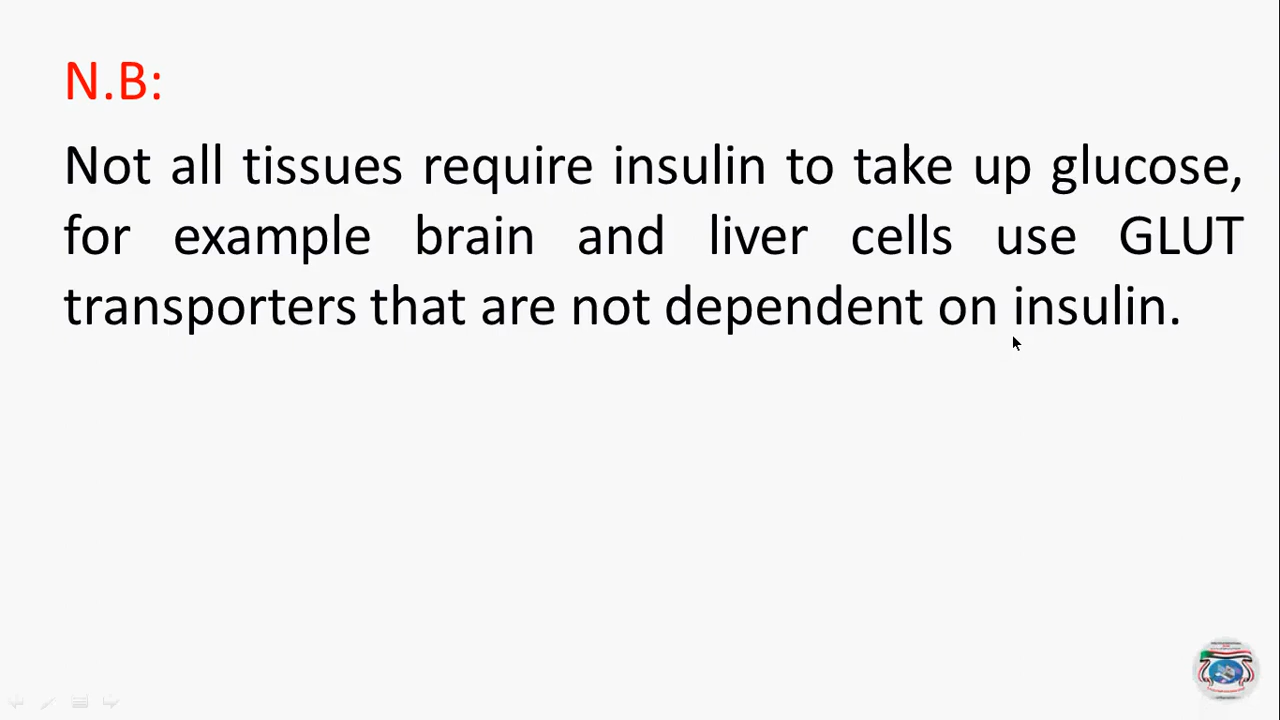 N.B:
Not all tissues require insulin to take up glucose,
for example brain and liver cells use GLUT
transporters that are not dependent on insulin.